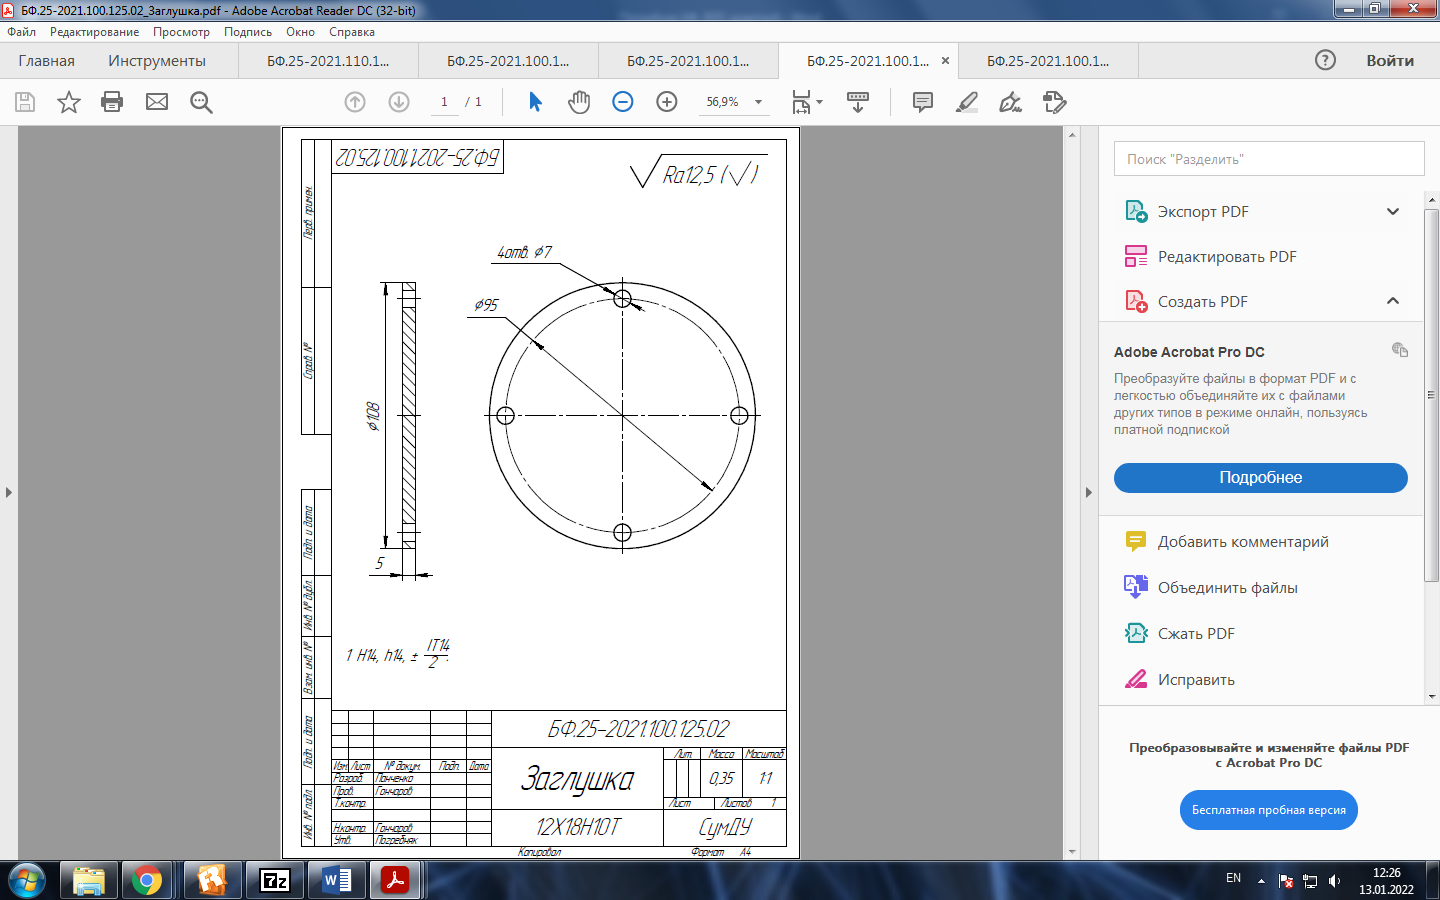 БФ.25-2021.100.125.02_Заглушка.pdf - Adobe Acrobat Reader DC (32-bit)
Файл Редактирование Просмотр Подпись Окно Справка
Главная Инструменты БФ.25-2021.110.1... БФ.25-2021.100.1... БФ.25-2021.100.1... БФ.25-2021.100.1... × БФ.25-2021.100.1... Войти
1 / 1 56,9%
БФ.25-2021.100.125.02
Ra12,5 (√)
Перв. примен.
Справ. №
Подп. и дата
Инв. № дубл.
Взам. инв. №
Подп. и дата
Инв. № подл.
4отв. ϕ7
ϕ95
ϕ108
5
1 H14, h14, ± IT14
2.
БФ.25-2021.100.125.02
Лит. Масса Масштаб
Изм. Лист № докум. Подп. Дата
Разраб. Панченко
Пров. Гончаров
Т.контр.
Заглушка
0,35 1:1
Лист Листов 1
Н.контр. Гончаров
Утв. Погребняк
12Х18Н10Т
СумДУ
Копировал Формат А4
Поиск "Разделить"
Экспорт PDF
Редактировать PDF
Создать PDF
Adobe Acrobat Pro DC
Преобразуйте файлы в формат PDF и с
легкостью объединяйте их с файлами
других типов в режиме онлайн, пользуясь
платной подпиской
Подробнее
Добавить комментарий
Объединить файлы
Сжать PDF
Исправить
Преобразовывайте и изменяйте файлы PDF
с Acrobat Pro DC
Бесплатная пробная версия
7z
W
EN
12:26
13.01.2022